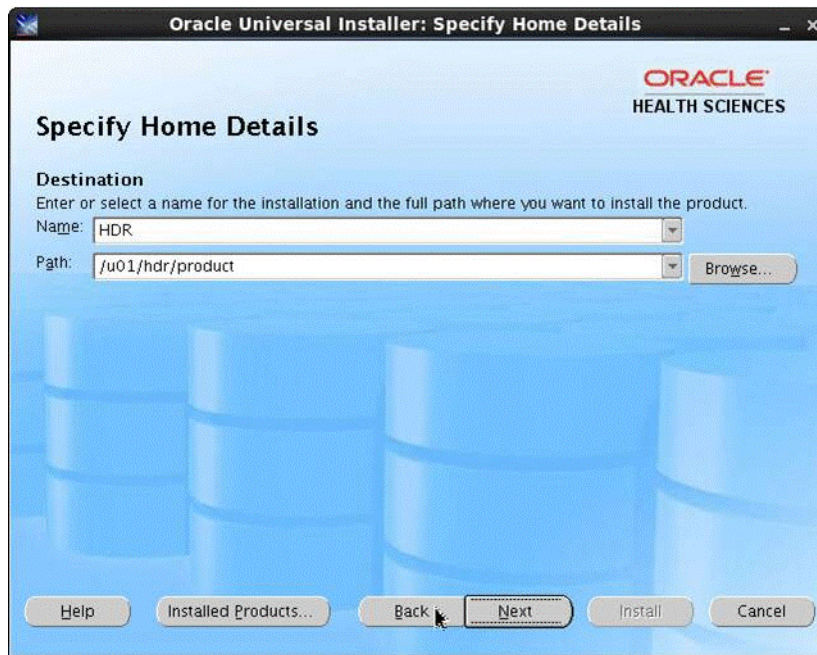 Oracle Universal Installer: Specify Home Details
ORACLE
HEALTH SCIENCES
Specify Home Details
Destination
Enter or select a name for the installation and the full path where you want to install the product.
Name: HDR
Path: /u01/hdr/product Browse...
Help Installed Products... Back Next Install Cancel